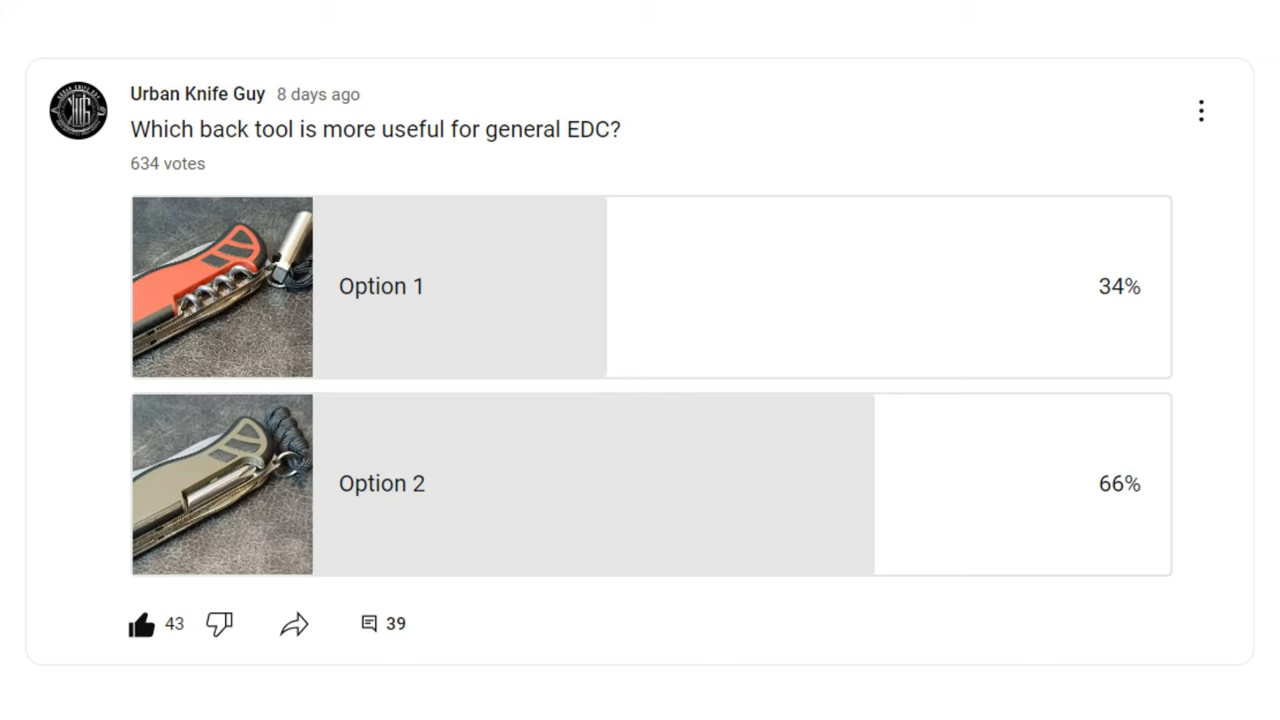 Urban Knife Guy 8 days ago
Which back tool is more useful for general EDC?
634 votes
Option 1 34%
Option 2 66%
43 39